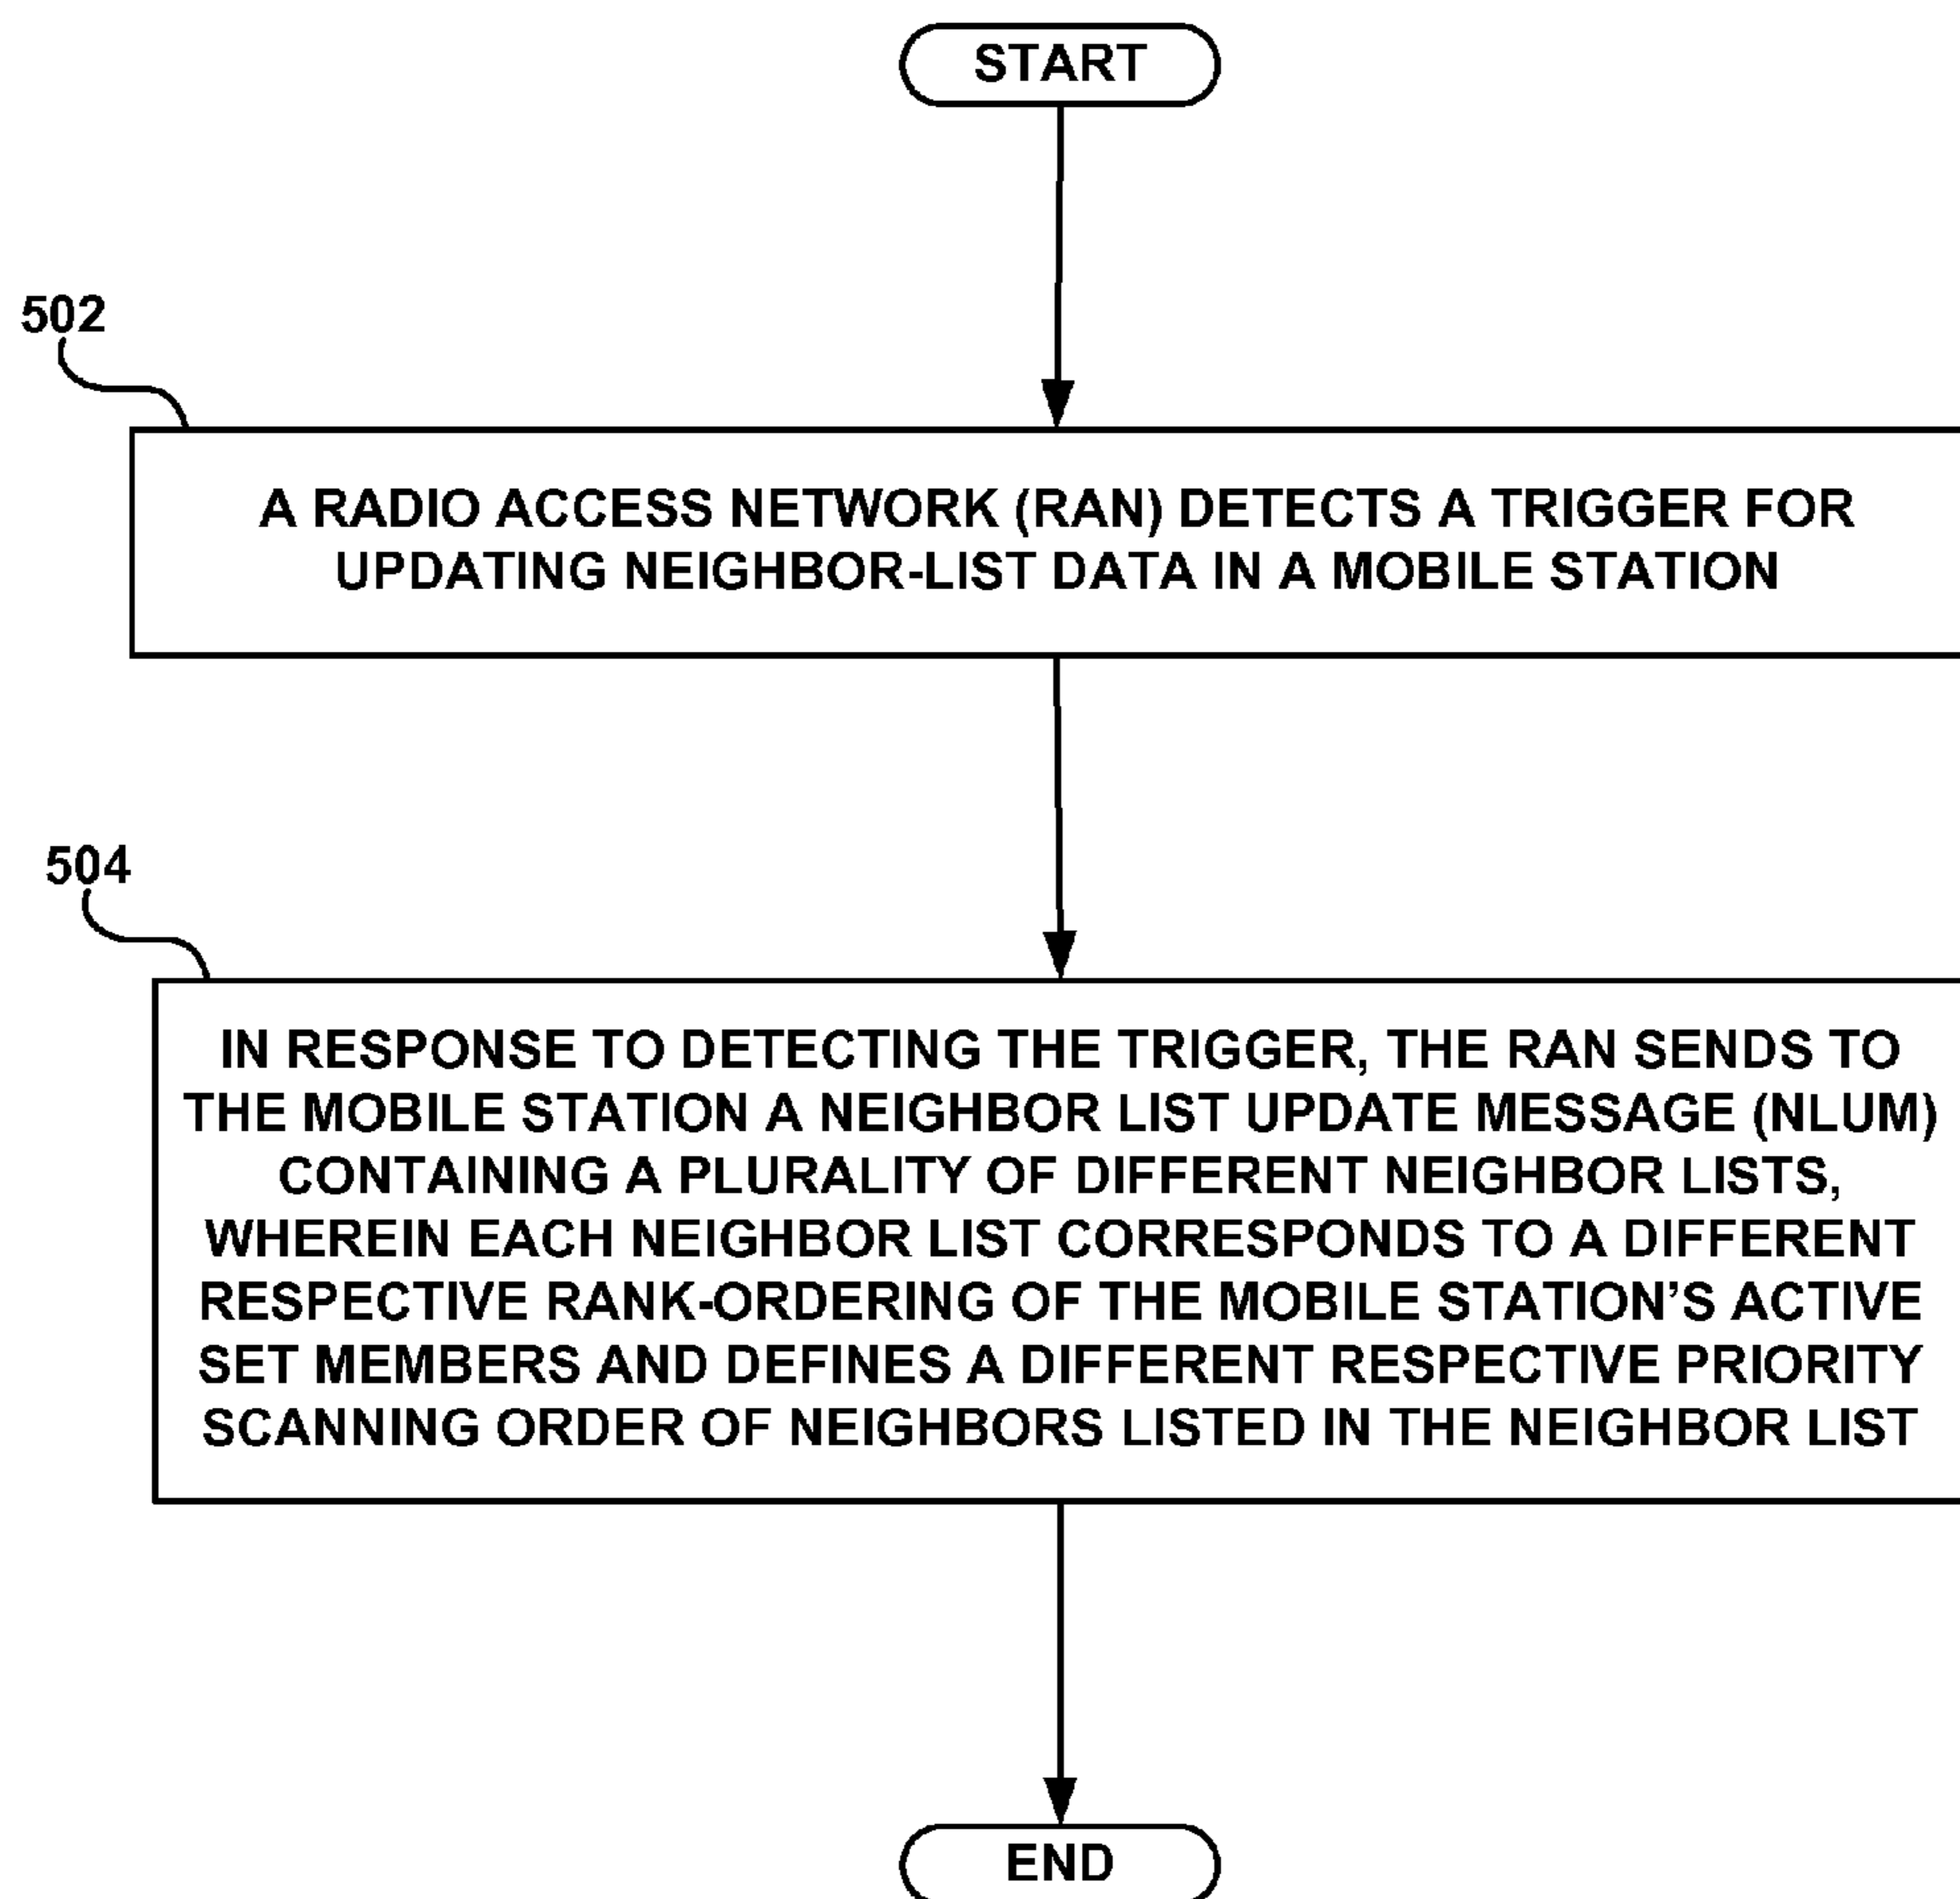 START
502
A RADIO ACCESS NETWORK (RAN) DETECTS A TRIGGER FOR
UPDATING NEIGHBOR-LIST DATA IN A MOBILE STATION
504
IN RESPONSE TO DETECTING THE TRIGGER, THE RAN SENDS TO
THE MOBILE STATION A NEIGHBOR LIST UPDATE MESSAGE (NLUM)
CONTAINING A PLURALITY OF DIFFERENT NEIGHBOR LISTS,
WHEREIN EACH NEIGHBOR LIST CORRESPONDS TO A DIFFERENT
RESPECTIVE RANK-ORDERING OF THE MOBILE STATION’S ACTIVE
SET MEMBERS AND DEFINES A DIFFERENT RESPECTIVE PRIORITY
SCANNING ORDER OF NEIGHBORS LISTED IN THE NEIGHBOR LIST
END